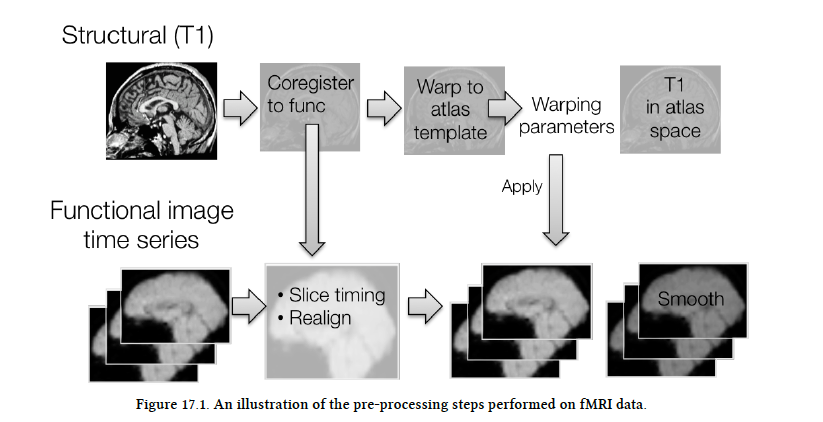 Structural (T1)
Coregister
to func
Warp to
atlas
template
Warping
parameters
T1
in atlas
space
Apply
Functional image
time series
• Slice timing
• Realign
Smooth
Figure 17.1. An illustration of the pre-processing steps performed on fMRI data.